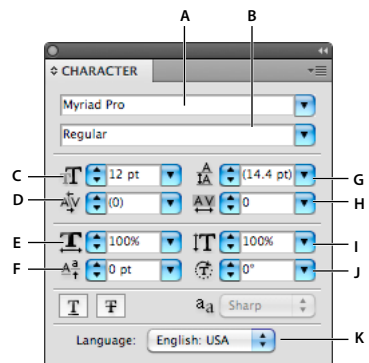 A B
CHARACTER
Myriad Pro
Regular
C 12 pt (14.4 pt) G
D (0) 0 H
E 100% 100% I
F 0 pt 0° J
T T aa Sharp
Language: English: USA K